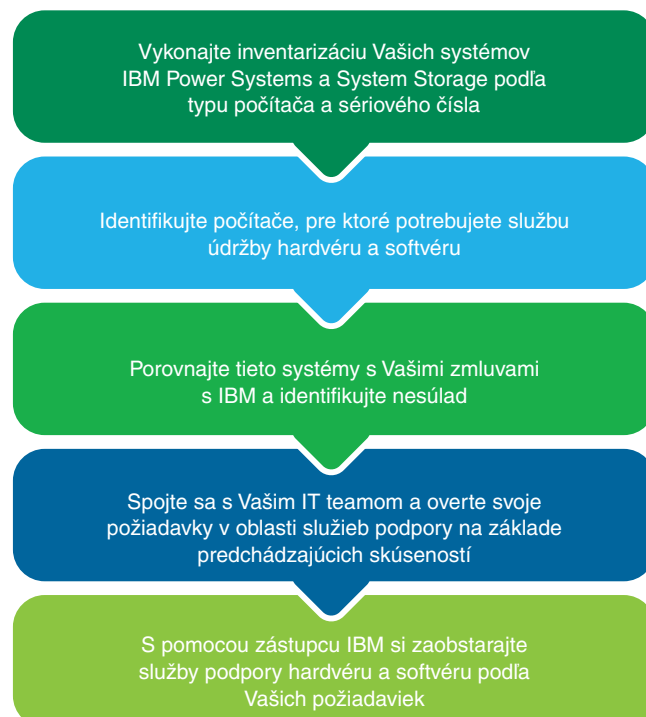 Vykonajte inventarizáciu Vašich systémov
IBM Power Systems a System Storage podľa
typu počítača a sériového čísla
Identifikujte počítače, pre ktoré potrebujete službu
údržby hardvéru a softvéru
Porovnajte tieto systémy s Vašimi zmluvami
s IBM a identifikujte nesúlad
Spojte sa s Vašim IT teamom a overte svoje
požiadavky v oblasti služieb podpory na základe
predchádzajúcich skúseností
S pomocou zástupcu IBM si zaobstarajte
služby podpory hardvéru a softvéru podľa
Vašich požiadaviek